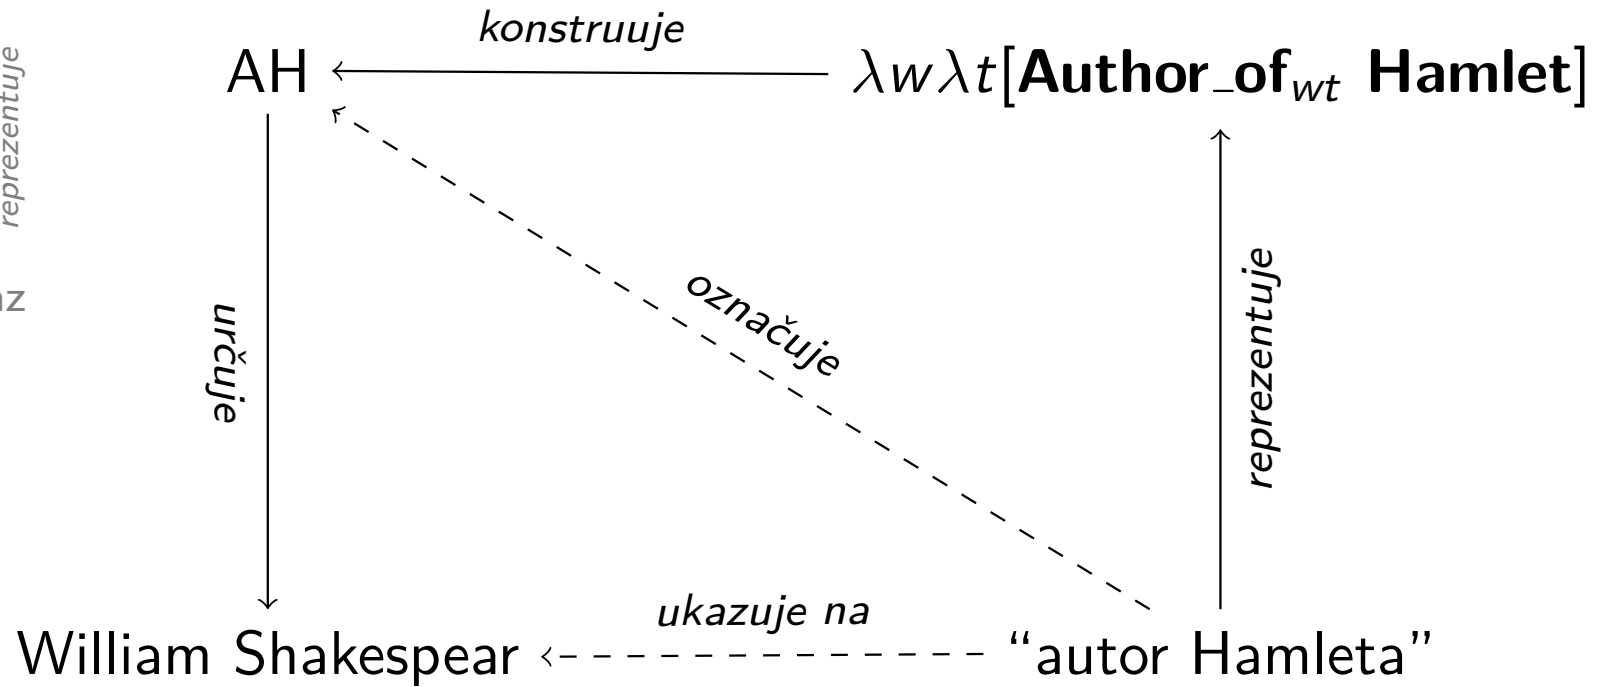 konstruuje
AH
λwλt[Author_of_wt Hamlet]
reprezentuje
označuje
určuje
reprezentuje
ukazuje na
William Shakespear
“autor Hamleta”